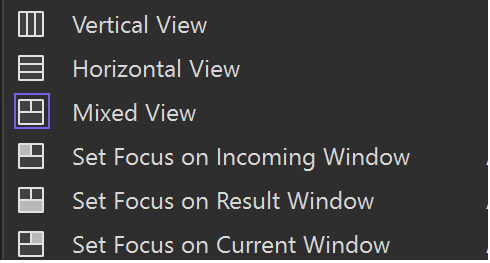 Vertical View
Horizontal View
Mixed View
Set Focus on Incoming Window
Set Focus on Result Window
Set Focus on Current Window